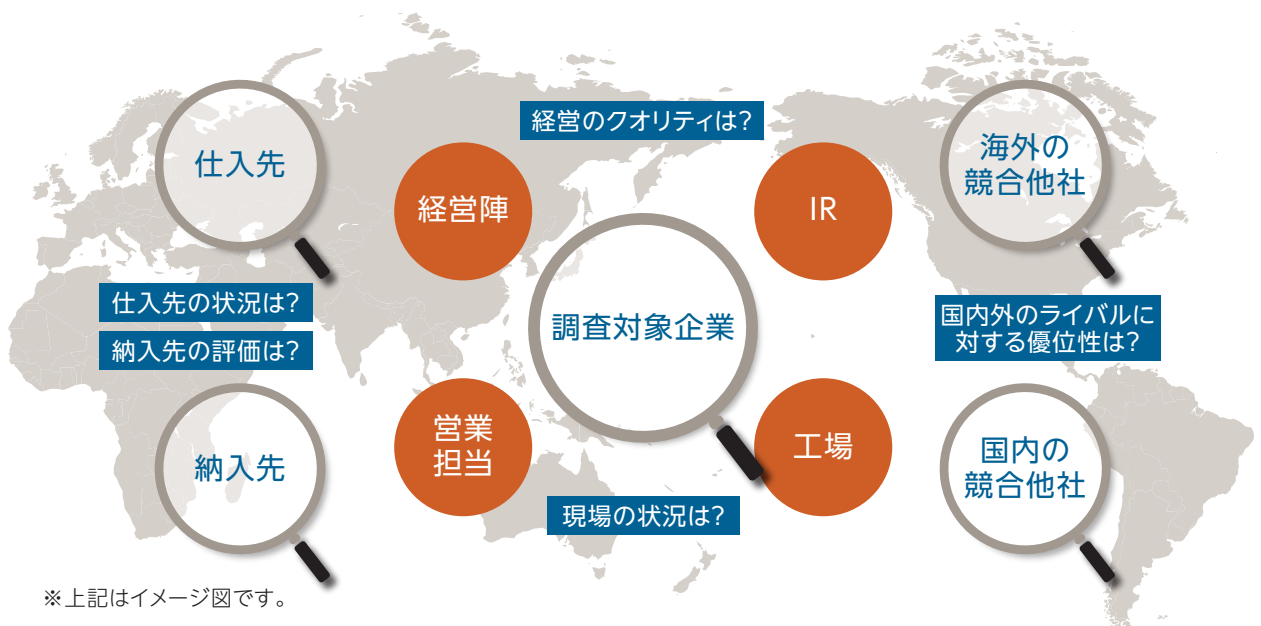 経営のクオリティは?
仕入先
経営陣
IR
海外の
競合他社
仕入先の状況は?
納入先の評価は?
調査対象企業
国内外のライバルに
対する優位性は?
納入先
営業
担当
工場
国内の
競合他社
現場の状況は?
※上記はイメージ図です。